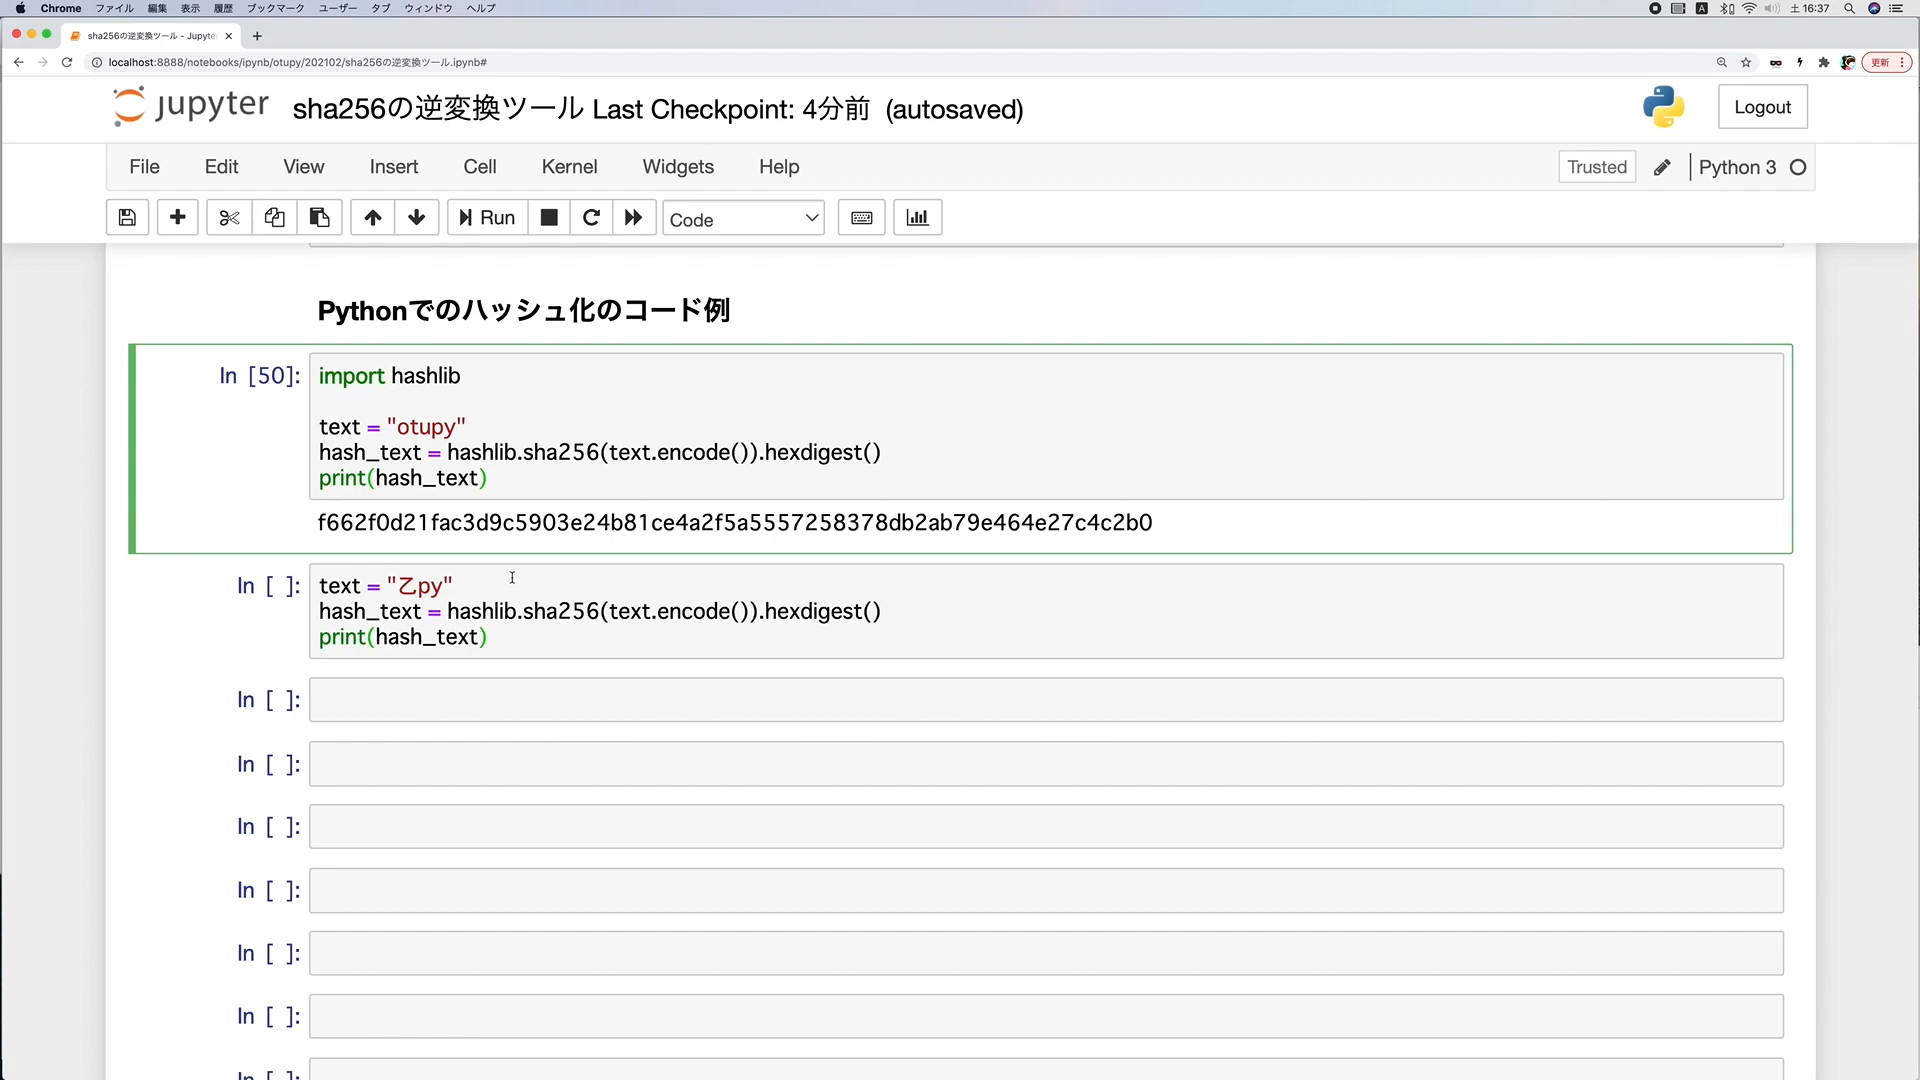 Chrome ファイル 編集 表示 履歴 ブックマーク ユーザー タブ ウィンドウ ヘルプ A 土 16:37
sha256の逆変換ツール - Jupyte
localhost:8888/notebooks/ipynb/otupy/202102/sha256の逆変換ツール.ipynb# 更新
jupyter sha256の逆変換ツール Last Checkpoint: 4分前 (autosaved) Logout
File Edit View Insert Cell Kernel Widgets Help Trusted Python 3
Run Code
Pythonでのハッシュ化のコード例
In [50]: import hashlib
text = "otupy"
hash_text = hashlib.sha256(text.encode()).hexdigest()
print(hash_text)
f662f0d21fac3d9c5903e24b81ce4a2f5a5557258378db2ab79e464e27c4c2b0
In [ ]: text = "乙py"
hash_text = hashlib.sha256(text.encode()).hexdigest()
print(hash_text)
In [ ]:
In [ ]:
In [ ]:
In [ ]:
In [ ]:
In [ ]:
In [ ]: